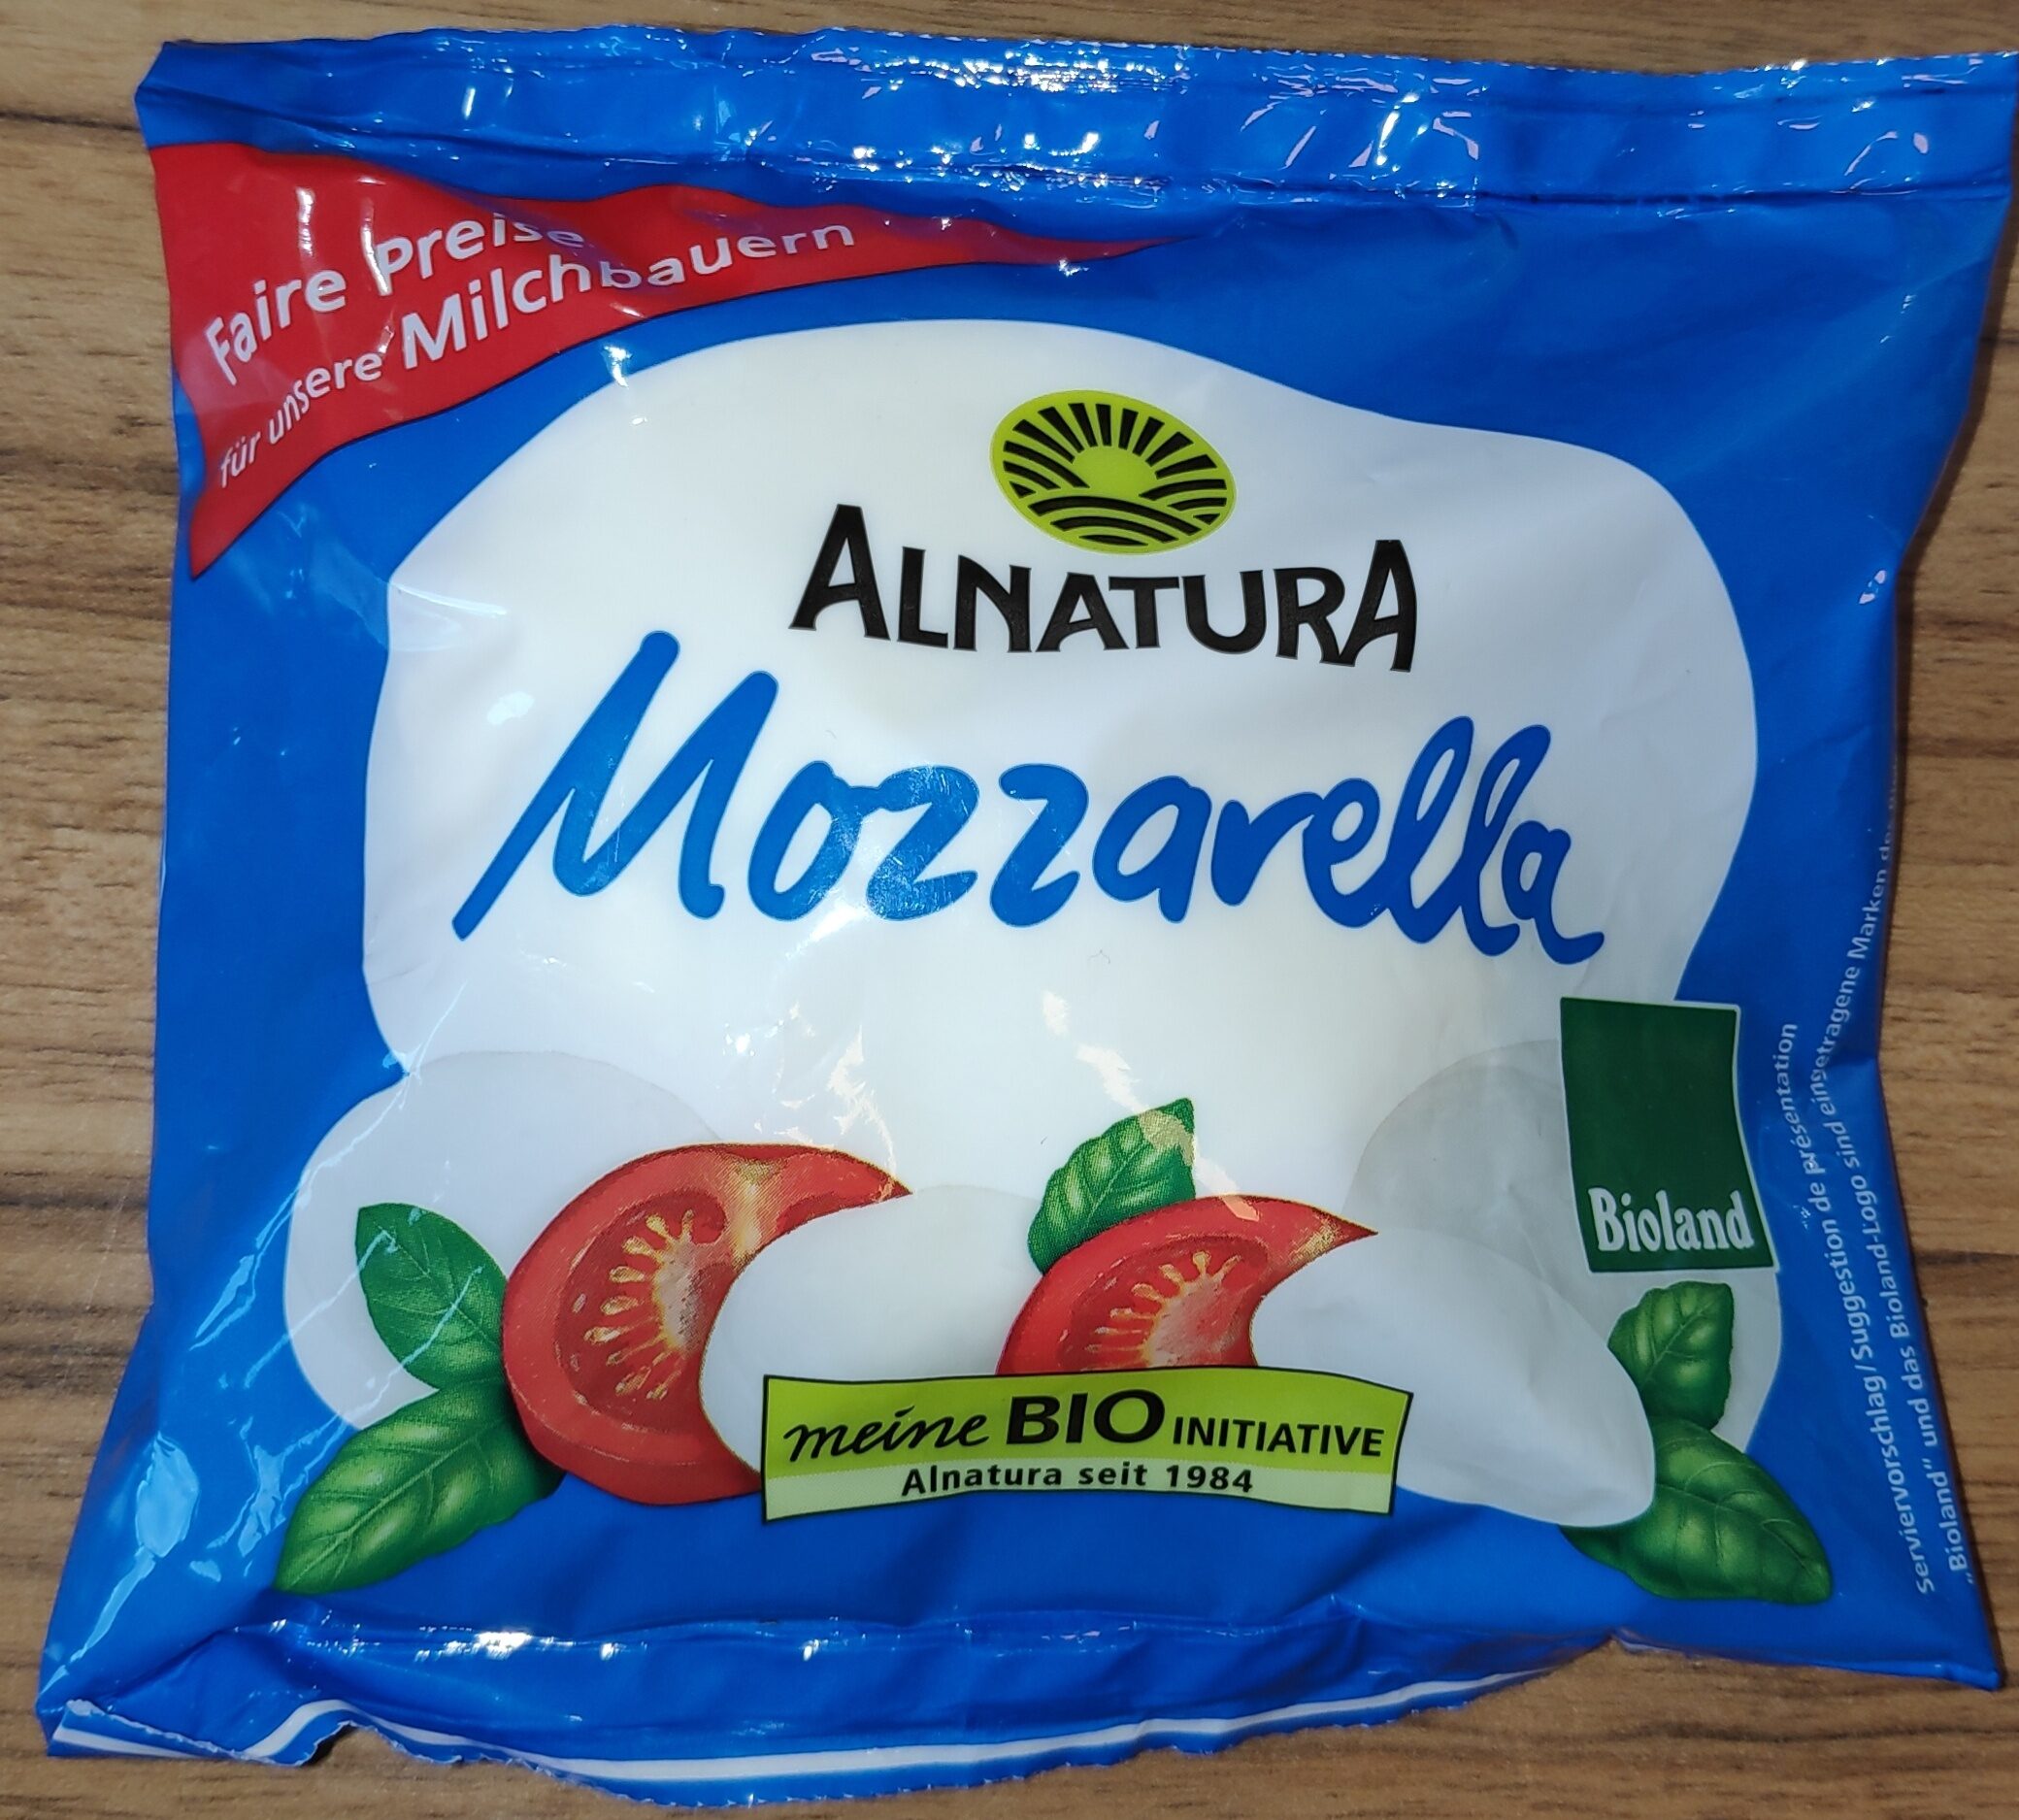 Faire Preise
für unsere Milchbauern
ALNATURA
Mozzarella
Bioland
meine BIO INITIATIVE
Alnatura seit 1984
Serviervorschlag / Suggestion de présentation
„Bioland“ und das Bioland-Logo sind eingetragene Marken